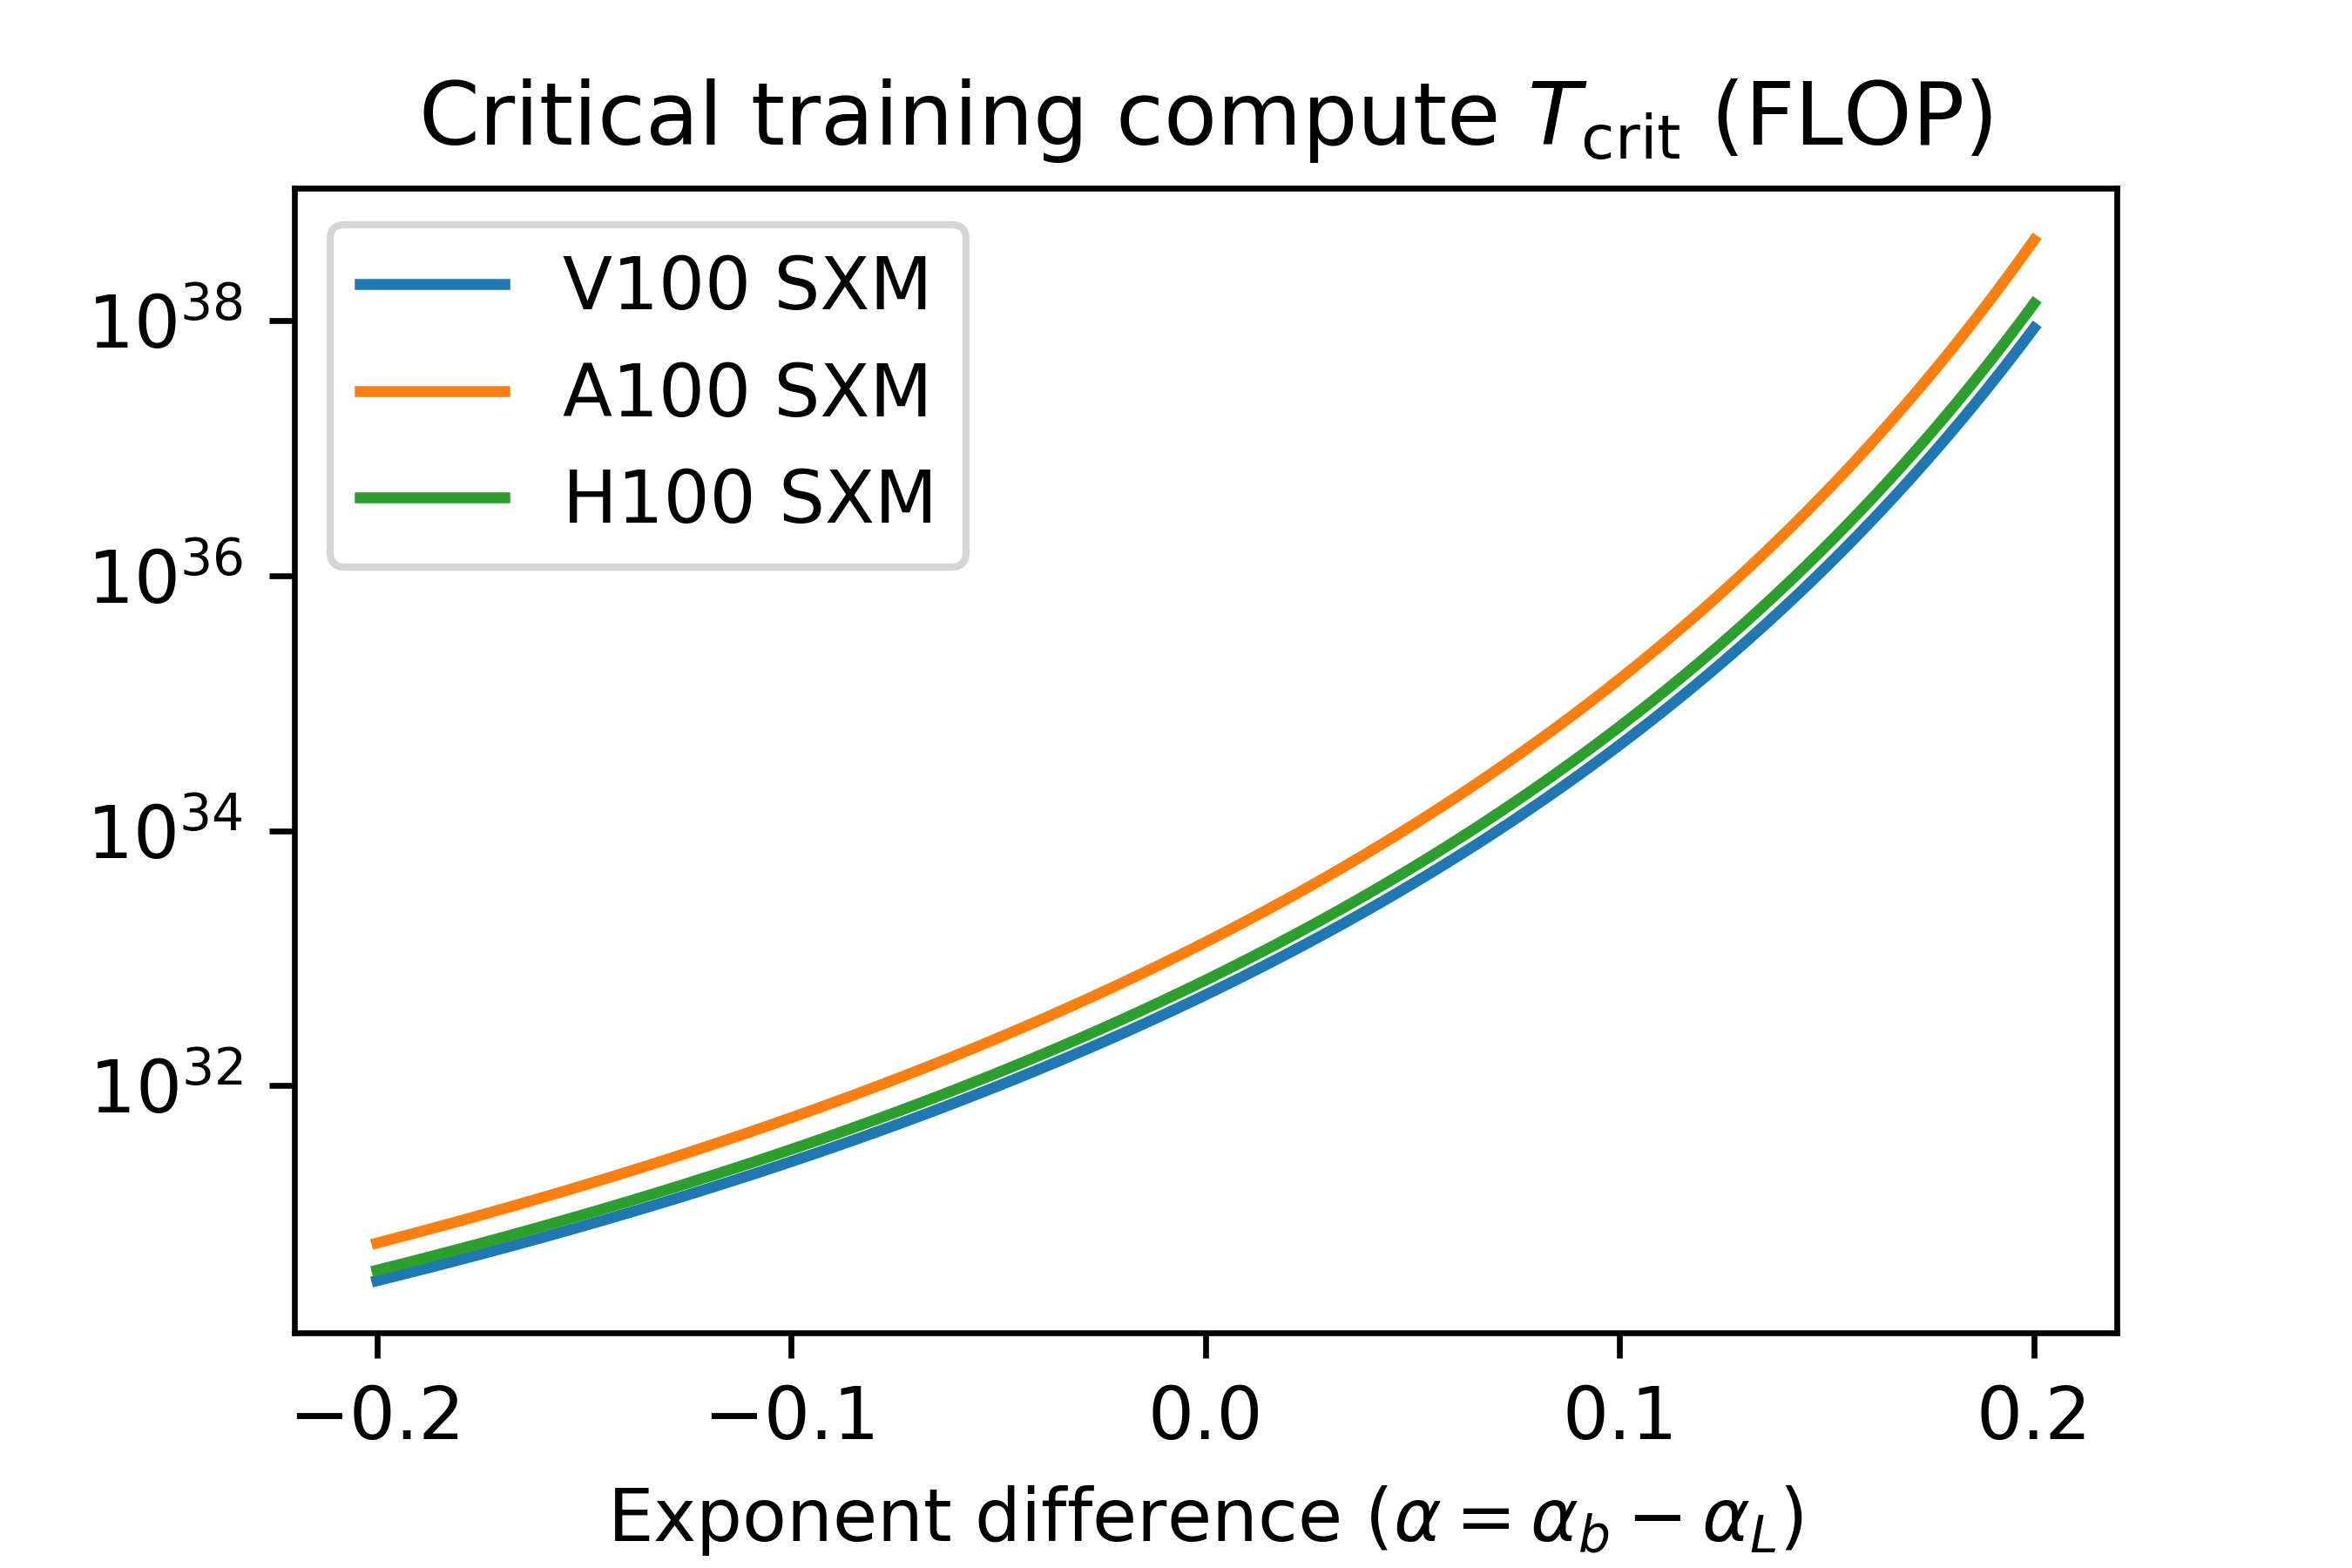 Critical training compute T_crit (FLOP)
V100 SXM
A100 SXM
H100 SXM
10^38
10^36
10^34
10^32
−0.2 −0.1 0.0 0.1 0.2
Exponent difference (α = α_b − α_L)